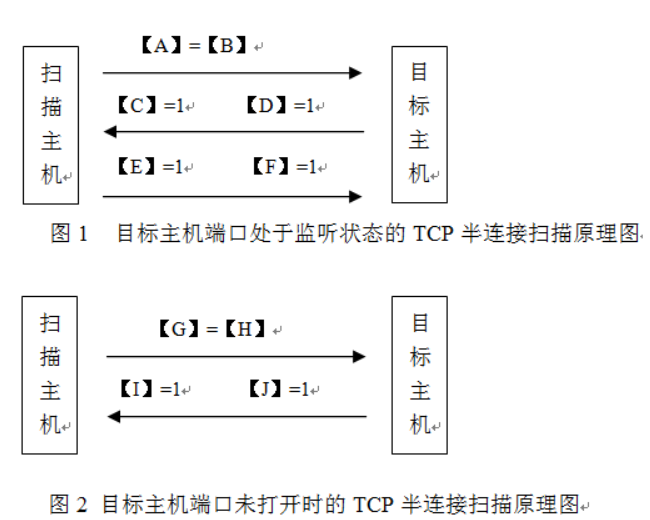 【A】=【B】
扫描主机
目标主机
【C】=1 【D】=1
【E】=1 【F】=1
图 1 目标主机端口处于监听状态的 TCP 半连接扫描原理图
扫描主机
目标主机
【G】=【H】
【I】=1 【J】=1
图 2 目标主机端口未打开时的 TCP 半连接扫描原理图